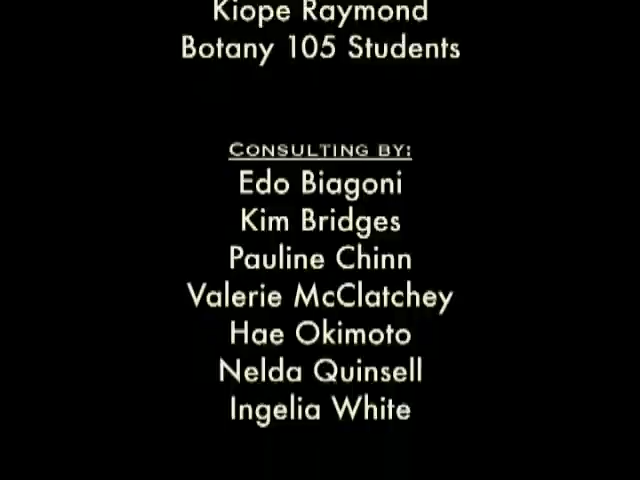 Kiope Raymond
Botany 105 Students
Consulting by:
Edo Biagoni
Kim Bridges
Pauline Chinn
Valerie McClatchey
Hae Okimoto
Nelda Quinsell
Ingelia White